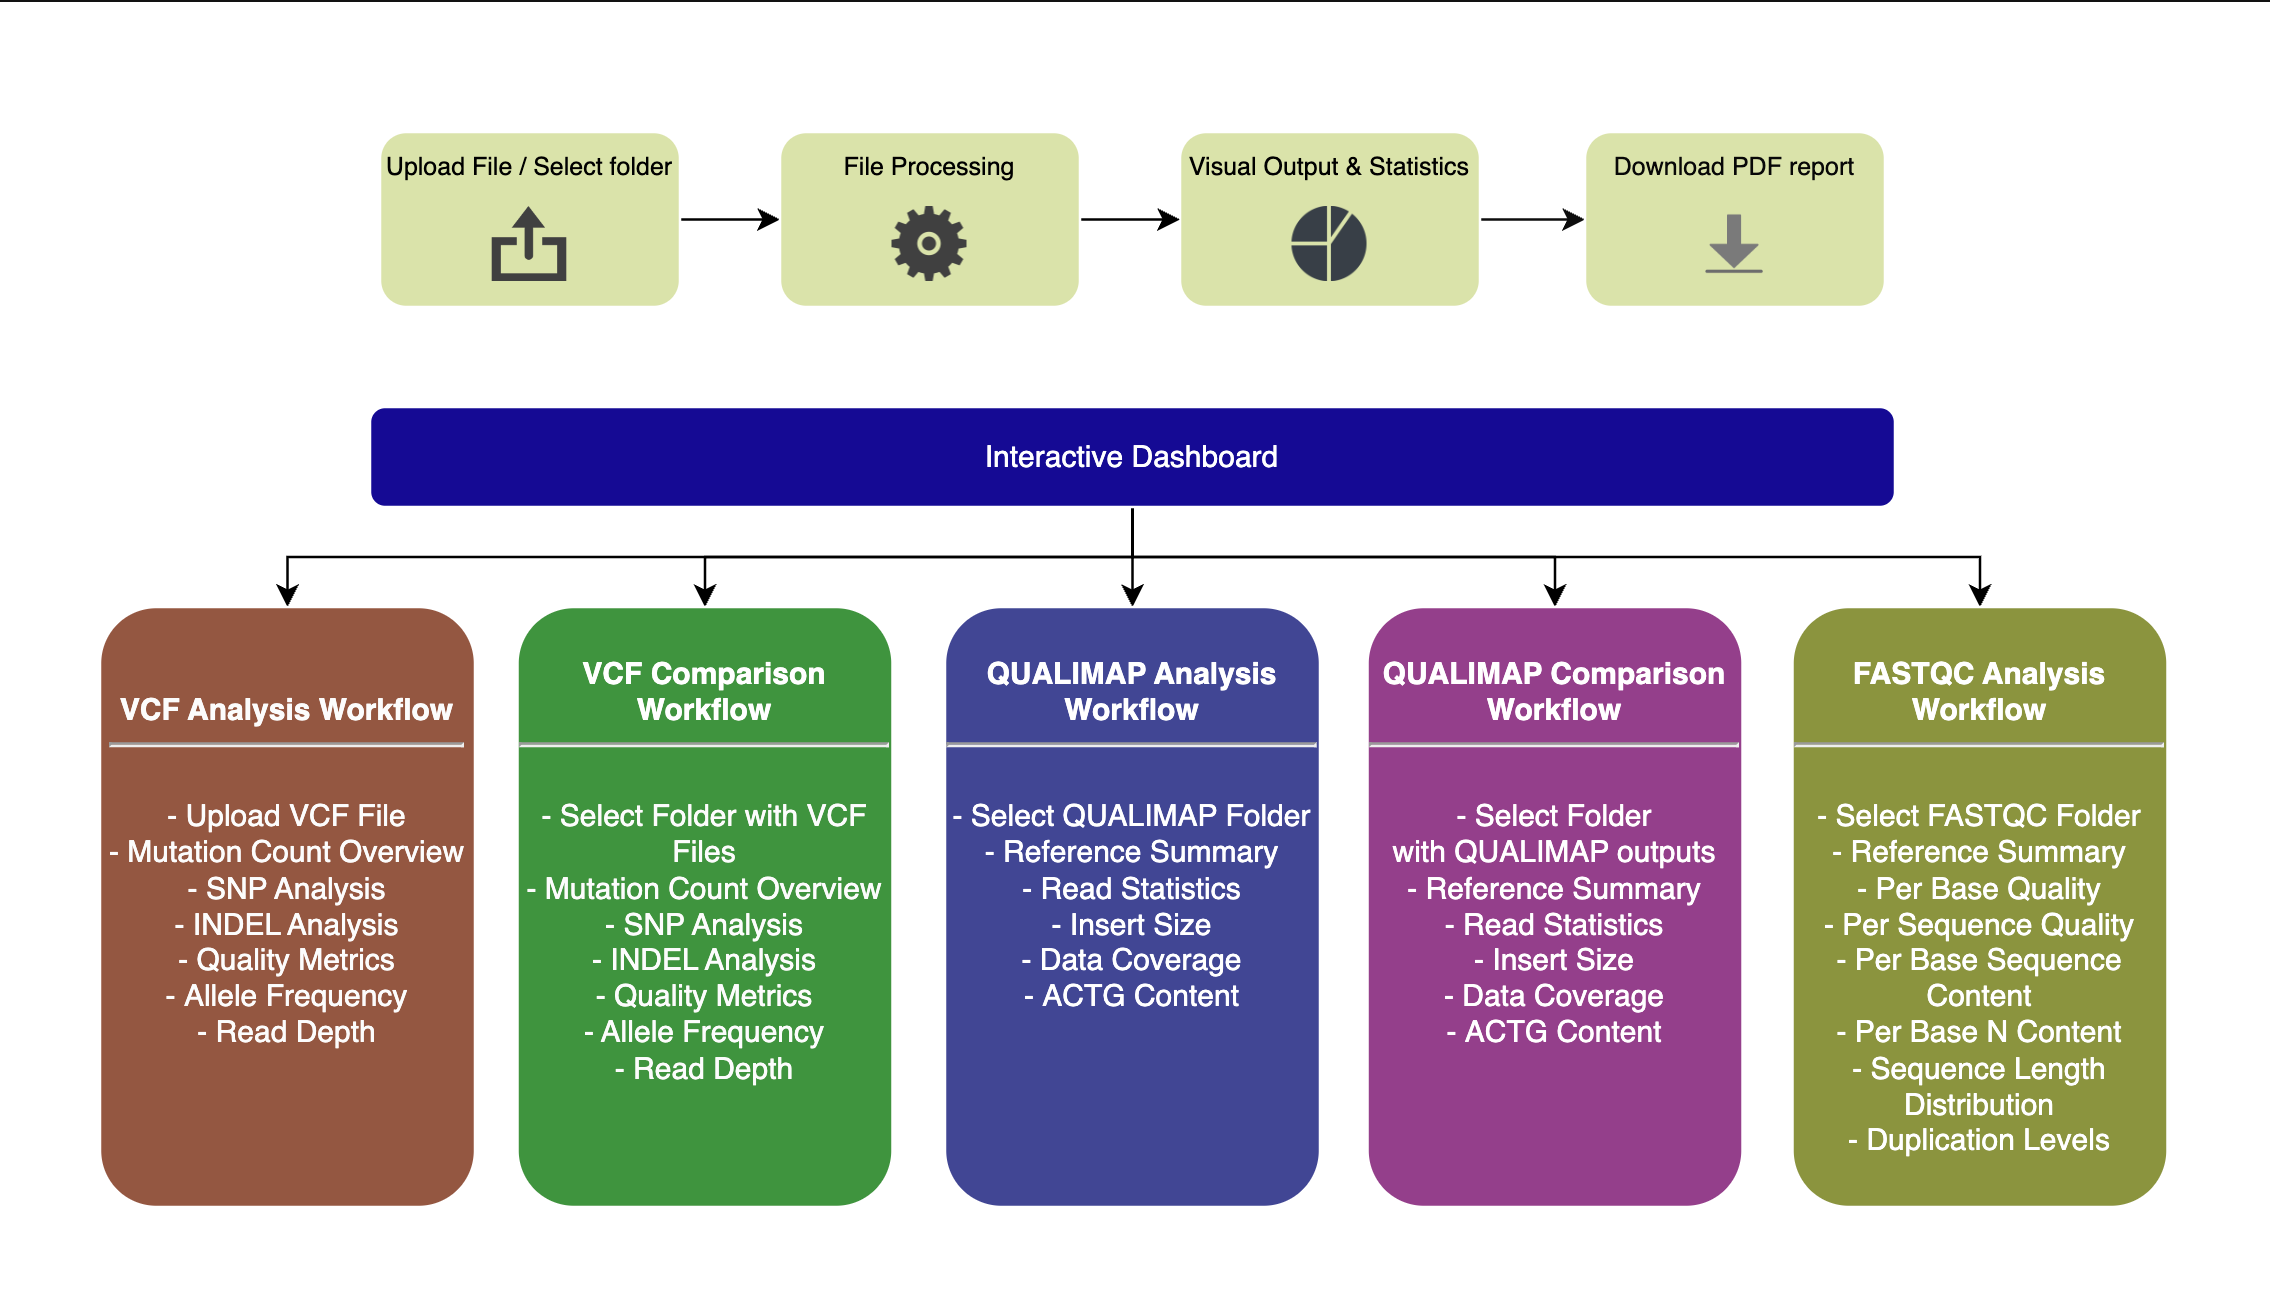 Upload File / Select folder
File Processing
Visual Output & Statistics
Download PDF report
Interactive Dashboard
VCF Analysis Workflow
- Upload VCF File
- Mutation Count Overview
- SNP Analysis
- INDEL Analysis
- Quality Metrics
- Allele Frequency
- Read Depth
VCF Comparison
Workflow
- Select Folder with VCF
Files
- Mutation Count Overview
- SNP Analysis
- INDEL Analysis
- Quality Metrics
- Allele Frequency
- Read Depth
QUALIMAP Analysis
Workflow
- Select QUALIMAP Folder
- Reference Summary
- Read Statistics
- Insert Size
- Data Coverage
- ACTG Content
QUALIMAP Comparison
Workflow
- Select Folder
with QUALIMAP outputs
- Reference Summary
- Read Statistics
- Insert Size
- Data Coverage
- ACTG Content
FASTQC Analysis
Workflow
- Select FASTQC Folder
- Reference Summary
- Per Base Quality
- Per Sequence Quality
- Per Base Sequence
Content
- Per Base N Content
- Sequence Length
Distribution
- Duplication Levels